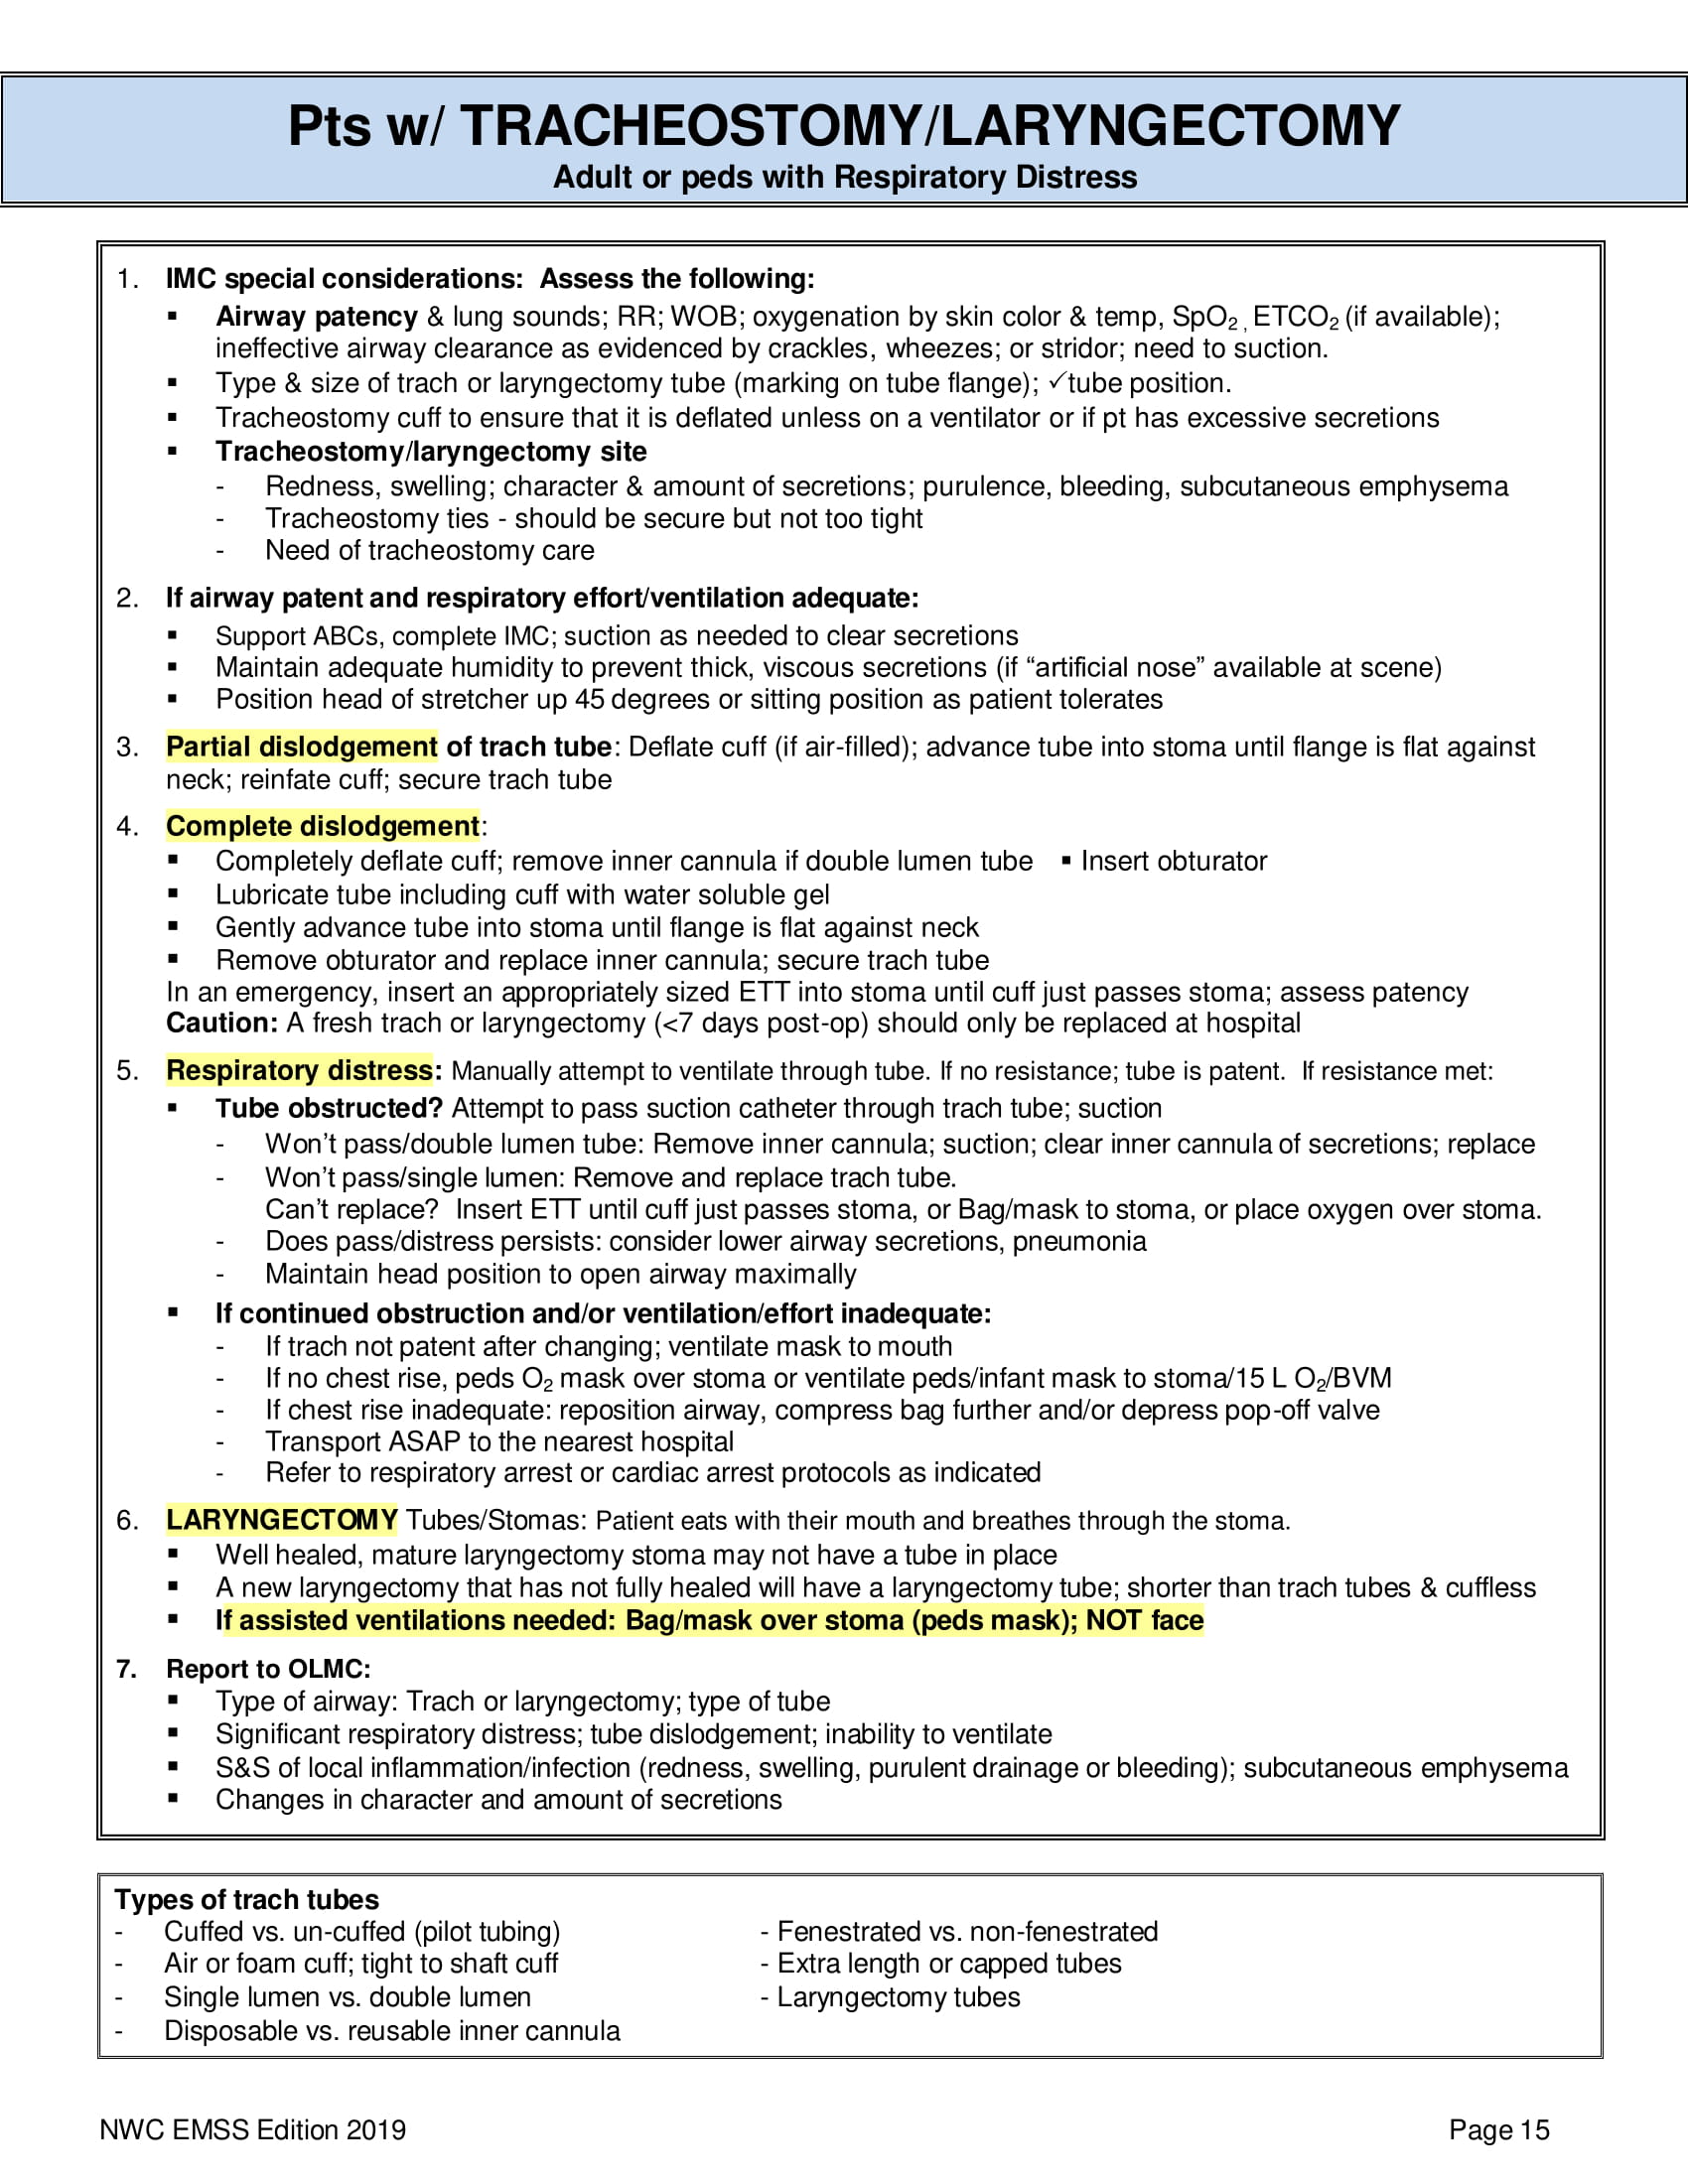 Pts w/ TRACHEOSTOMY/LARYNGECTOMY
Adult or peds with Respiratory Distress
1. IMC special considerations: Assess the following:
▪ Airway patency & lung sounds; RR; WOB; oxygenation by skin color & temp, SpO2 , ETCO2 (if available);
ineffective airway clearance as evidenced by crackles, wheezes; or stridor; need to suction.
▪ Type & size of trach or laryngectomy tube (marking on tube flange); ✓tube position.
▪ Tracheostomy cuff to ensure that it is deflated unless on a ventilator or if pt has excessive secretions
▪ Tracheostomy/laryngectomy site
- Redness, swelling; character & amount of secretions; purulence, bleeding, subcutaneous emphysema
- Tracheostomy ties - should be secure but not too tight
- Need of tracheostomy care
2. If airway patent and respiratory effort/ventilation adequate:
▪ Support ABCs, complete IMC; suction as needed to clear secretions
▪ Maintain adequate humidity to prevent thick, viscous secretions (if “artificial nose” available at scene)
▪ Position head of stretcher up 45 degrees or sitting position as patient tolerates
3. Partial dislodgement of trach tube: Deflate cuff (if air-filled); advance tube into stoma until flange is flat against
neck; reinfate cuff; secure trach tube
4. Complete dislodgement:
▪ Completely deflate cuff; remove inner cannula if double lumen tube ▪ Insert obturator
▪ Lubricate tube including cuff with water soluble gel
▪ Gently advance tube into stoma until flange is flat against neck
▪ Remove obturator and replace inner cannula; secure trach tube
In an emergency, insert an appropriately sized ETT into stoma until cuff just passes stoma; assess patency
Caution: A fresh trach or laryngectomy (<7 days post-op) should only be replaced at hospital
5. Respiratory distress: Manually attempt to ventilate through tube. If no resistance; tube is patent. If resistance met:
▪ Tube obstructed? Attempt to pass suction catheter through trach tube; suction
- Won’t pass/double lumen tube: Remove inner cannula; suction; clear inner cannula of secretions; replace
- Won’t pass/single lumen: Remove and replace trach tube.
Can’t replace? Insert ETT until cuff just passes stoma, or Bag/mask to stoma, or place oxygen over stoma.
- Does pass/distress persists: consider lower airway secretions, pneumonia
- Maintain head position to open airway maximally
▪ If continued obstruction and/or ventilation/effort inadequate:
- If trach not patent after changing; ventilate mask to mouth
- If no chest rise, peds O2 mask over stoma or ventilate peds/infant mask to stoma/15 L O2/BVM
- If chest rise inadequate: reposition airway, compress bag further and/or depress pop-off valve
- Transport ASAP to the nearest hospital
- Refer to respiratory arrest or cardiac arrest protocols as indicated
6. LARYNGECTOMY Tubes/Stomas: Patient eats with their mouth and breathes through the stoma.
▪ Well healed, mature laryngectomy stoma may not have a tube in place
▪ A new laryngectomy that has not fully healed will have a laryngectomy tube; shorter than trach tubes & cuffless
▪ If assisted ventilations needed: Bag/mask over stoma (peds mask); NOT face
7. Report to OLMC:
▪ Type of airway: Trach or laryngectomy; type of tube
▪ Significant respiratory distress; tube dislodgement; inability to ventilate
▪ S&S of local inflammation/infection (redness, swelling, purulent drainage or bleeding); subcutaneous emphysema
▪ Changes in character and amount of secretions
Types of trach tubes
- Cuffed vs. un-cuffed (pilot tubing)
- Air or foam cuff; tight to shaft cuff
- Single lumen vs. double lumen
- Disposable vs. reusable inner cannula
- Fenestrated vs. non-fenestrated
- Extra length or capped tubes
- Laryngectomy tubes
NWC EMSS Edition 2019
Page 15